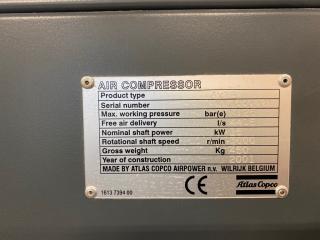 AIR COMPRESSOR
Product type
Serial number
Max. working pressure bar(e)
Free air delivery l/s
Nominal shaft power kW
Rotational shaft speed r/min
Gross weight Kg
Year of construction
MADE BY ATLAS COPCO AIRPOWER n.v. WILRIJK BELGIUM
CE Atlas Copco
1613 7394 00